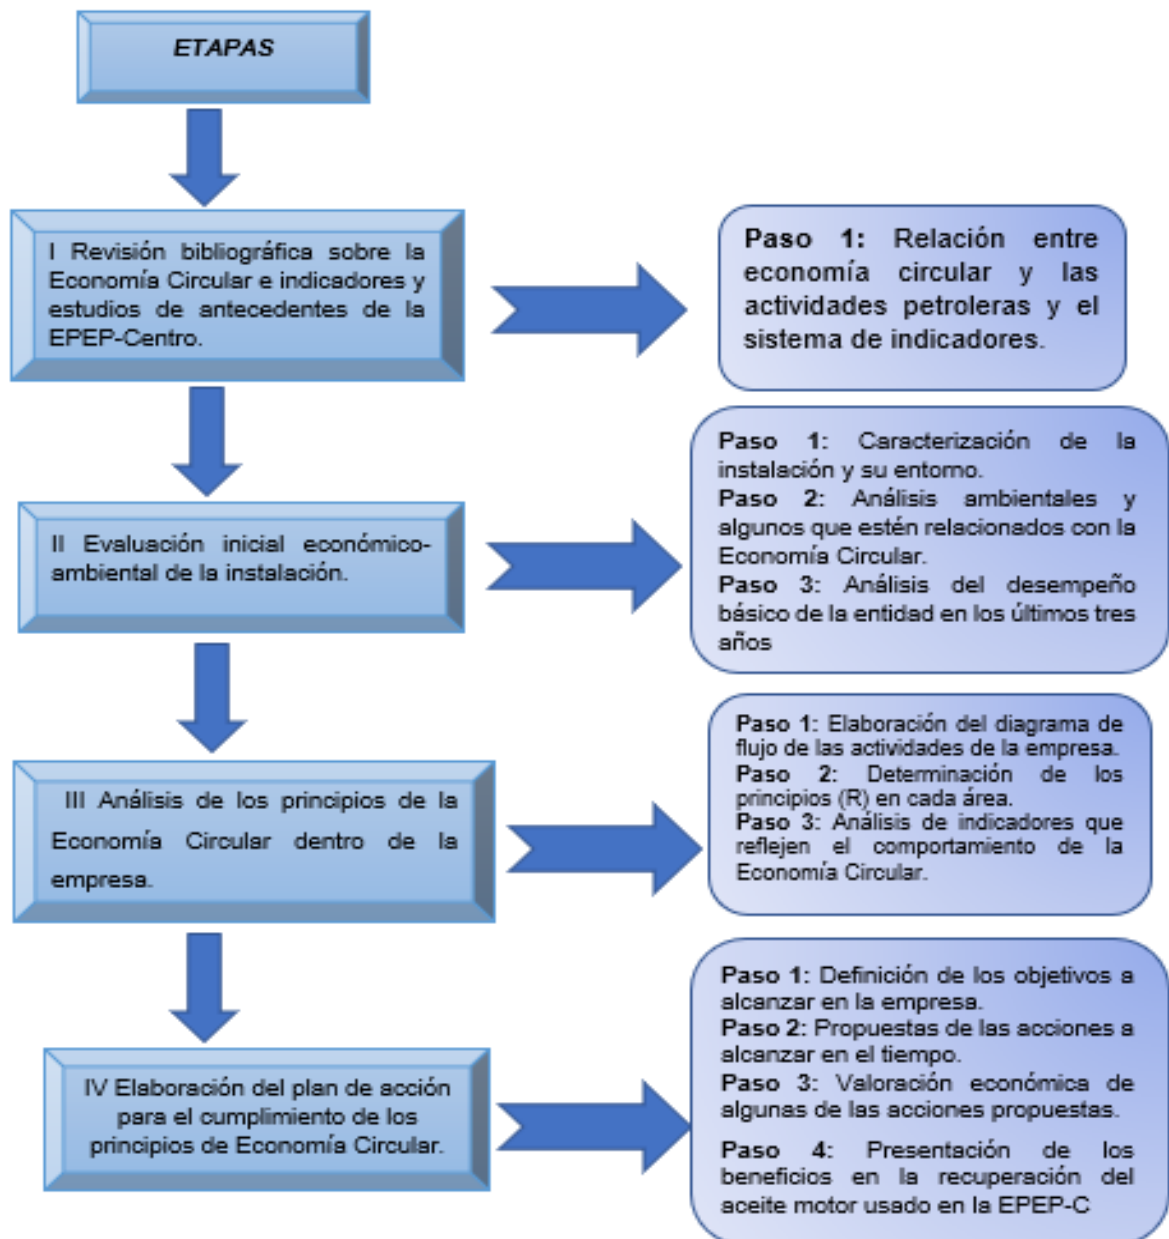 ETAPAS
I Revisión bibliográfica sobre la
Economía Circular e indicadores y
estudios de antecedentes de la
EPEP-Centro.
Paso 1: Relación entre
economía circular y las
actividades petroleras y el
sistema de indicadores.
II Evaluación inicial económico-
ambiental de la instalación.
Paso 1: Caracterización de la
instalación y su entorno.
Paso 2: Análisis ambientales y
algunos que estén relacionados con la
Economía Circular.
Paso 3: Análisis del desempeño
básico de la entidad en los últimos tres
años
III Análisis de los principios de la
Economía Circular dentro de la
empresa.
Paso 1: Elaboración del diagrama de
flujo de las actividades de la empresa.
Paso 2: Determinación de los
principios (R) en cada área.
Paso 3: Análisis de indicadores que
reflejen el comportamiento de la
Economía Circular.
IV Elaboración del plan de acción
para el cumplimiento de los
principios de Economía Circular.
Paso 1: Definición de los objetivos a
alcanzar en la empresa.
Paso 2: Propuestas de las acciones a
alcanzar en el tiempo.
Paso 3: Valoración económica de
algunas de las acciones propuestas.
Paso 4: Presentación de los
beneficios en la recuperación del
aceite motor usado en la EPEP-C